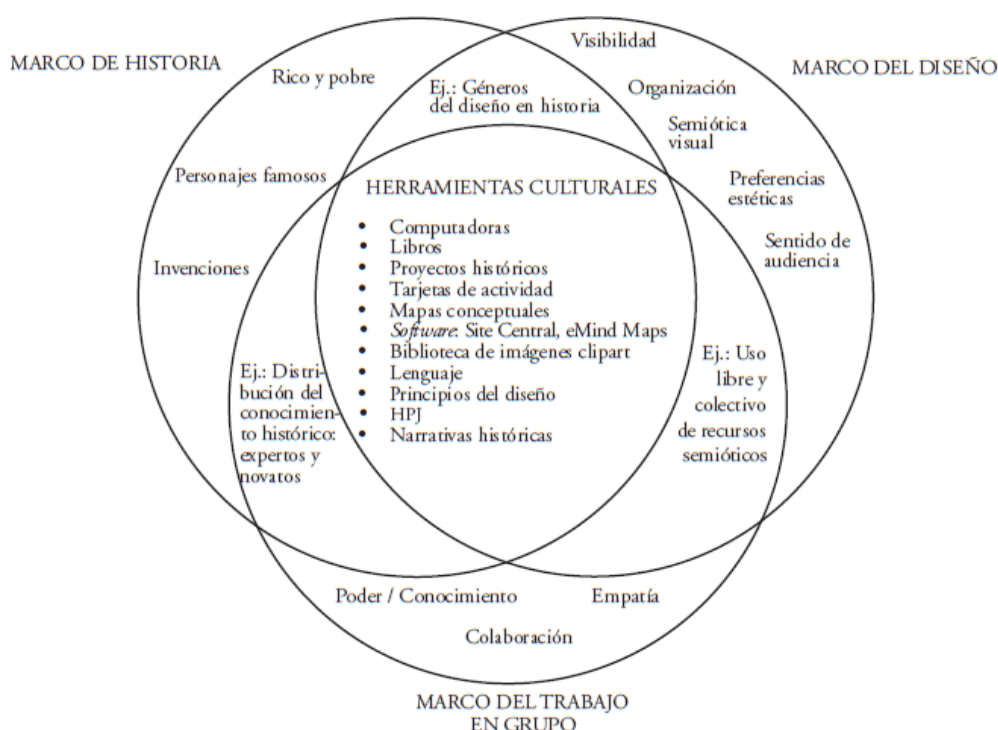 MARCO DE HISTORIA
Rico y pobre
Personajes famosos
Invenciones
Ej.: Géneros
del diseño en historia
Visibilidad
MARCO DEL DISEÑO
Organización
Semiótica
visual
Preferencias
estéticas
Sentido de
audiencia
HERRAMIENTAS CULTURALES
• Computadoras
• Libros
• Proyectos históricos
• Tarjetas de actividad
• Mapas conceptuales
• Software: Site Central, eMind Maps
• Biblioteca de imágenes clipart
• Lenguaje
• Principios del diseño
• HPJ
• Narrativas históricas
Ej.: Distri-
bución del
conocimien-
to histórico:
expertos y
novatos
Ej.: Uso
libre y
colectivo
de recursos
semióticos
Poder / Conocimiento
Empatía
Colaboración
MARCO DEL TRABAJO
EN GRUPO